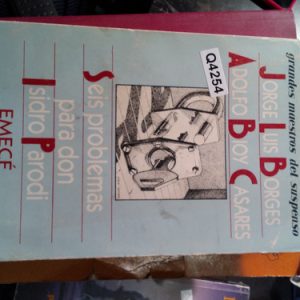 grandes maestros del suspenso
JORGE LUIS BORGES
ADOLFO BIOY CASARES
Q4254
Seis problemas
para don
Isidro Parodi
EMECÉ